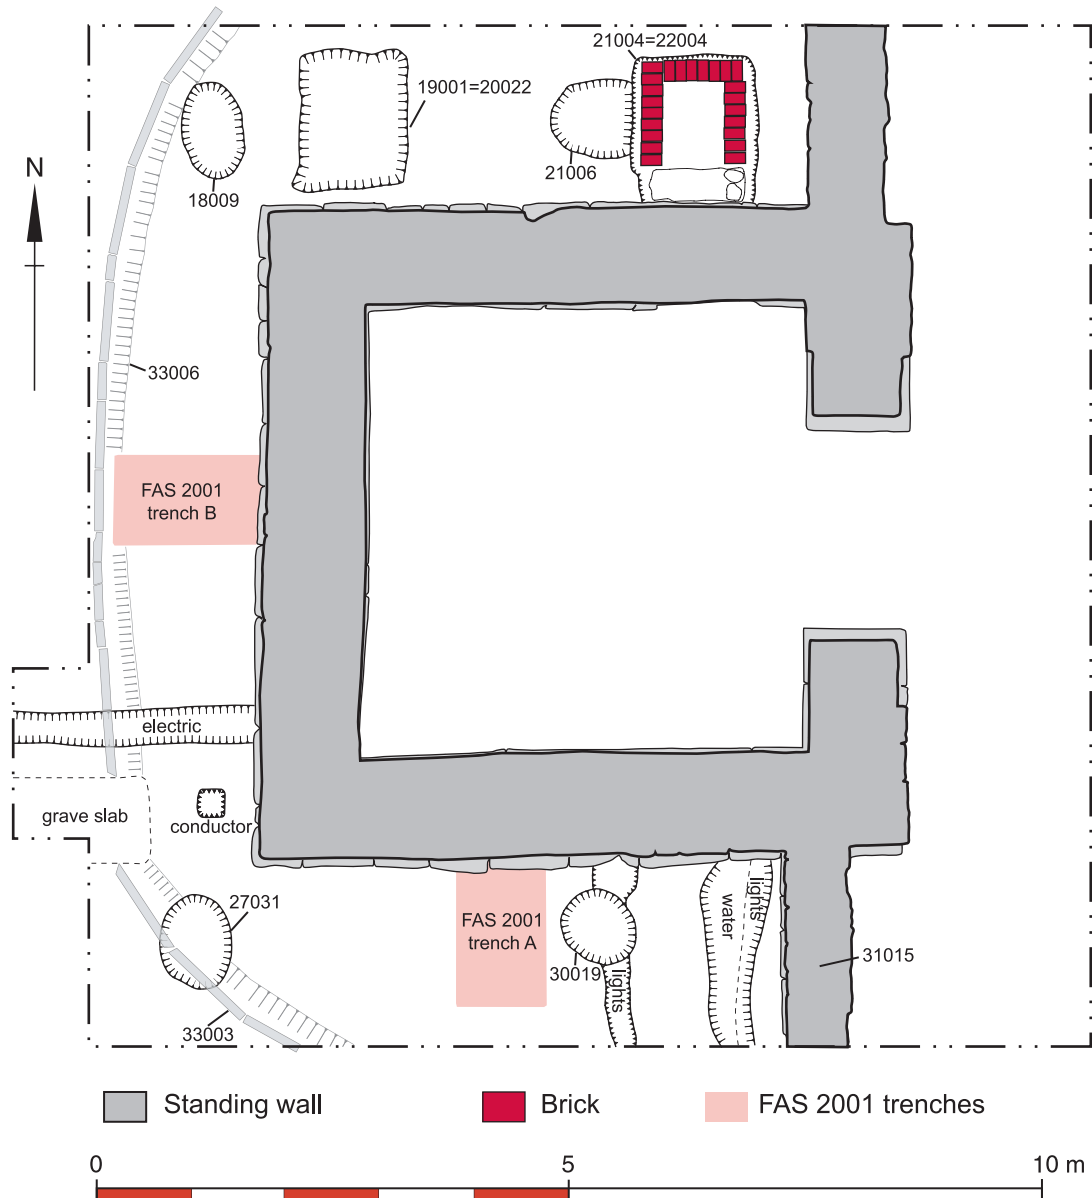 21004=22004
19001=20022
N
21006
18009
33006
FAS 2001
trench B
electric
grave slab
conductor
27031
FAS 2001
trench A
lights
water
30019
lights
31015
33003
Standing wall
Brick
FAS 2001 trenches
0
5
10 m